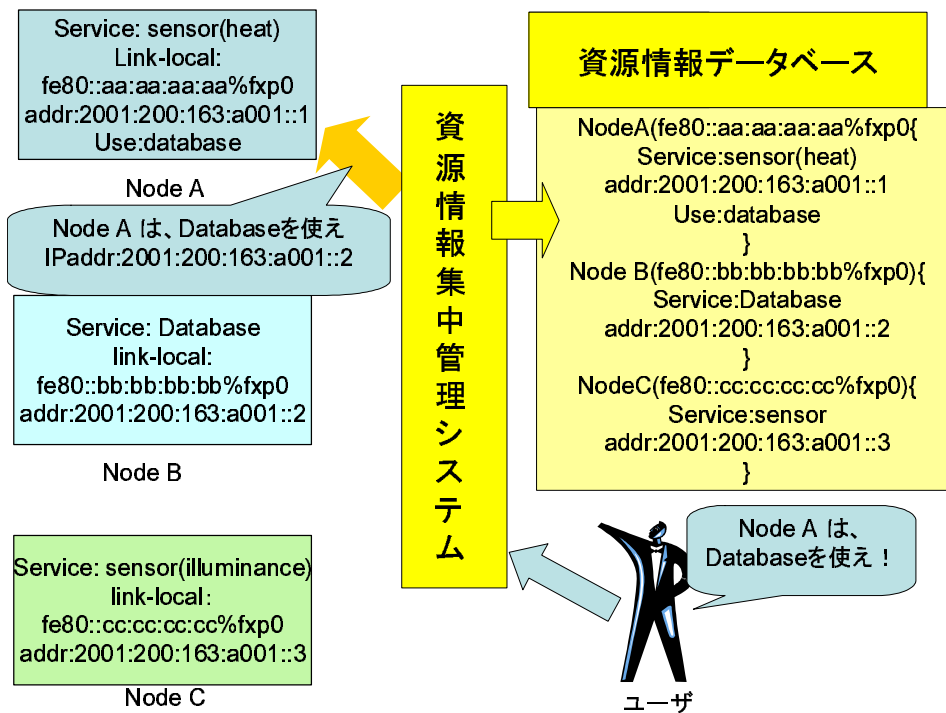 Service: sensor(heat)
Link-local:
fe80::aa:aa:aa:aa%fxp0
addr:2001:200:163:a001::1
Use:database
Node A
Node A は、Databaseを使え
IPaddr:2001:200:163:a001::2
Service: Database
link-local:
fe80::bb:bb:bb:bb%fxp0
addr:2001:200:163:a001::2
Node B
Service: sensor(illuminance)
link-local:
fe80::cc:cc:cc:cc%fxp0
addr:2001:200:163:a001::3
Node C
資源情報集中管理システム
資源情報データベース
NodeA(fe80::aa:aa:aa:aa%fxp0{
Service:sensor(heat)
addr:2001:200:163:a001::1
Use:database
}
Node B(fe80::bb:bb:bb:bb%fxp0){
Service:Database
addr:2001:200:163:a001::2
}
NodeC(fe80::cc:cc:cc:cc%fxp0){
Service:sensor
addr:2001:200:163:a001::3
}
Node A は、
Databaseを使え！
ユーザ